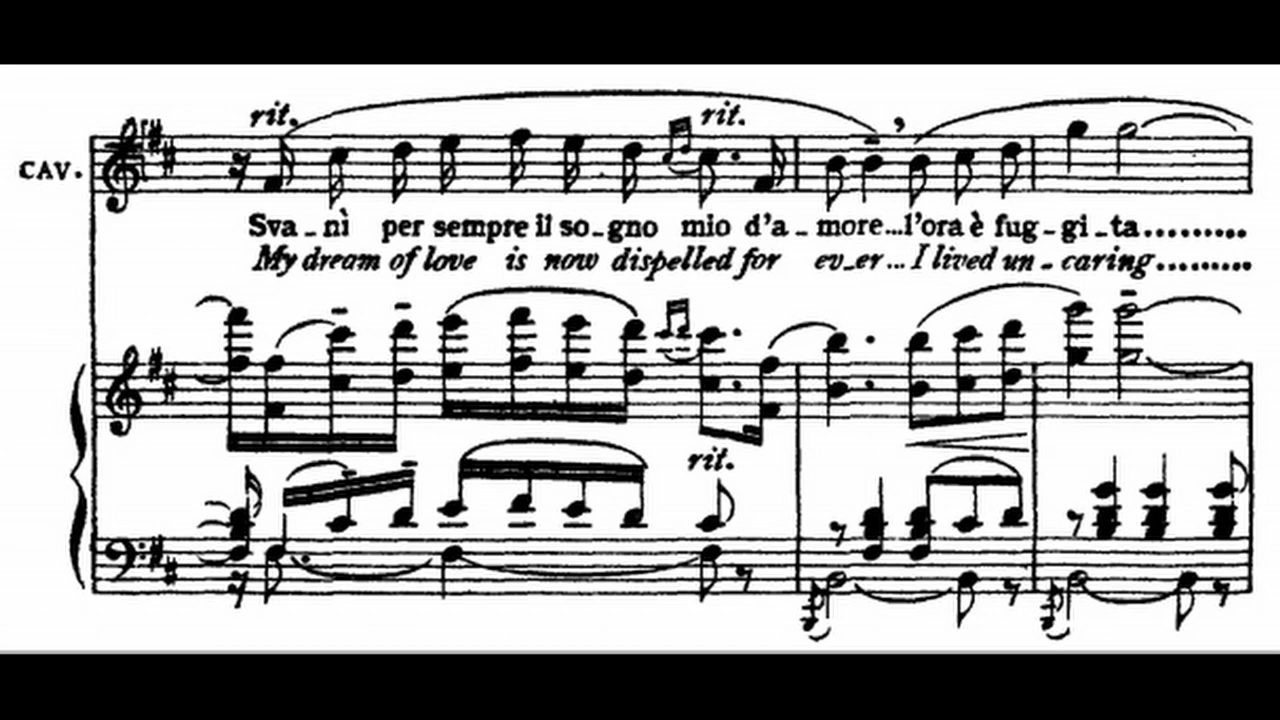 rit. rit.
CAV.
Sva_nì per sempre il so_gno mio d'a_more...l'ora è fug_gi_ta.........
My dream of love is now dispelled for ev_er... I lived un_caring.........
rit.